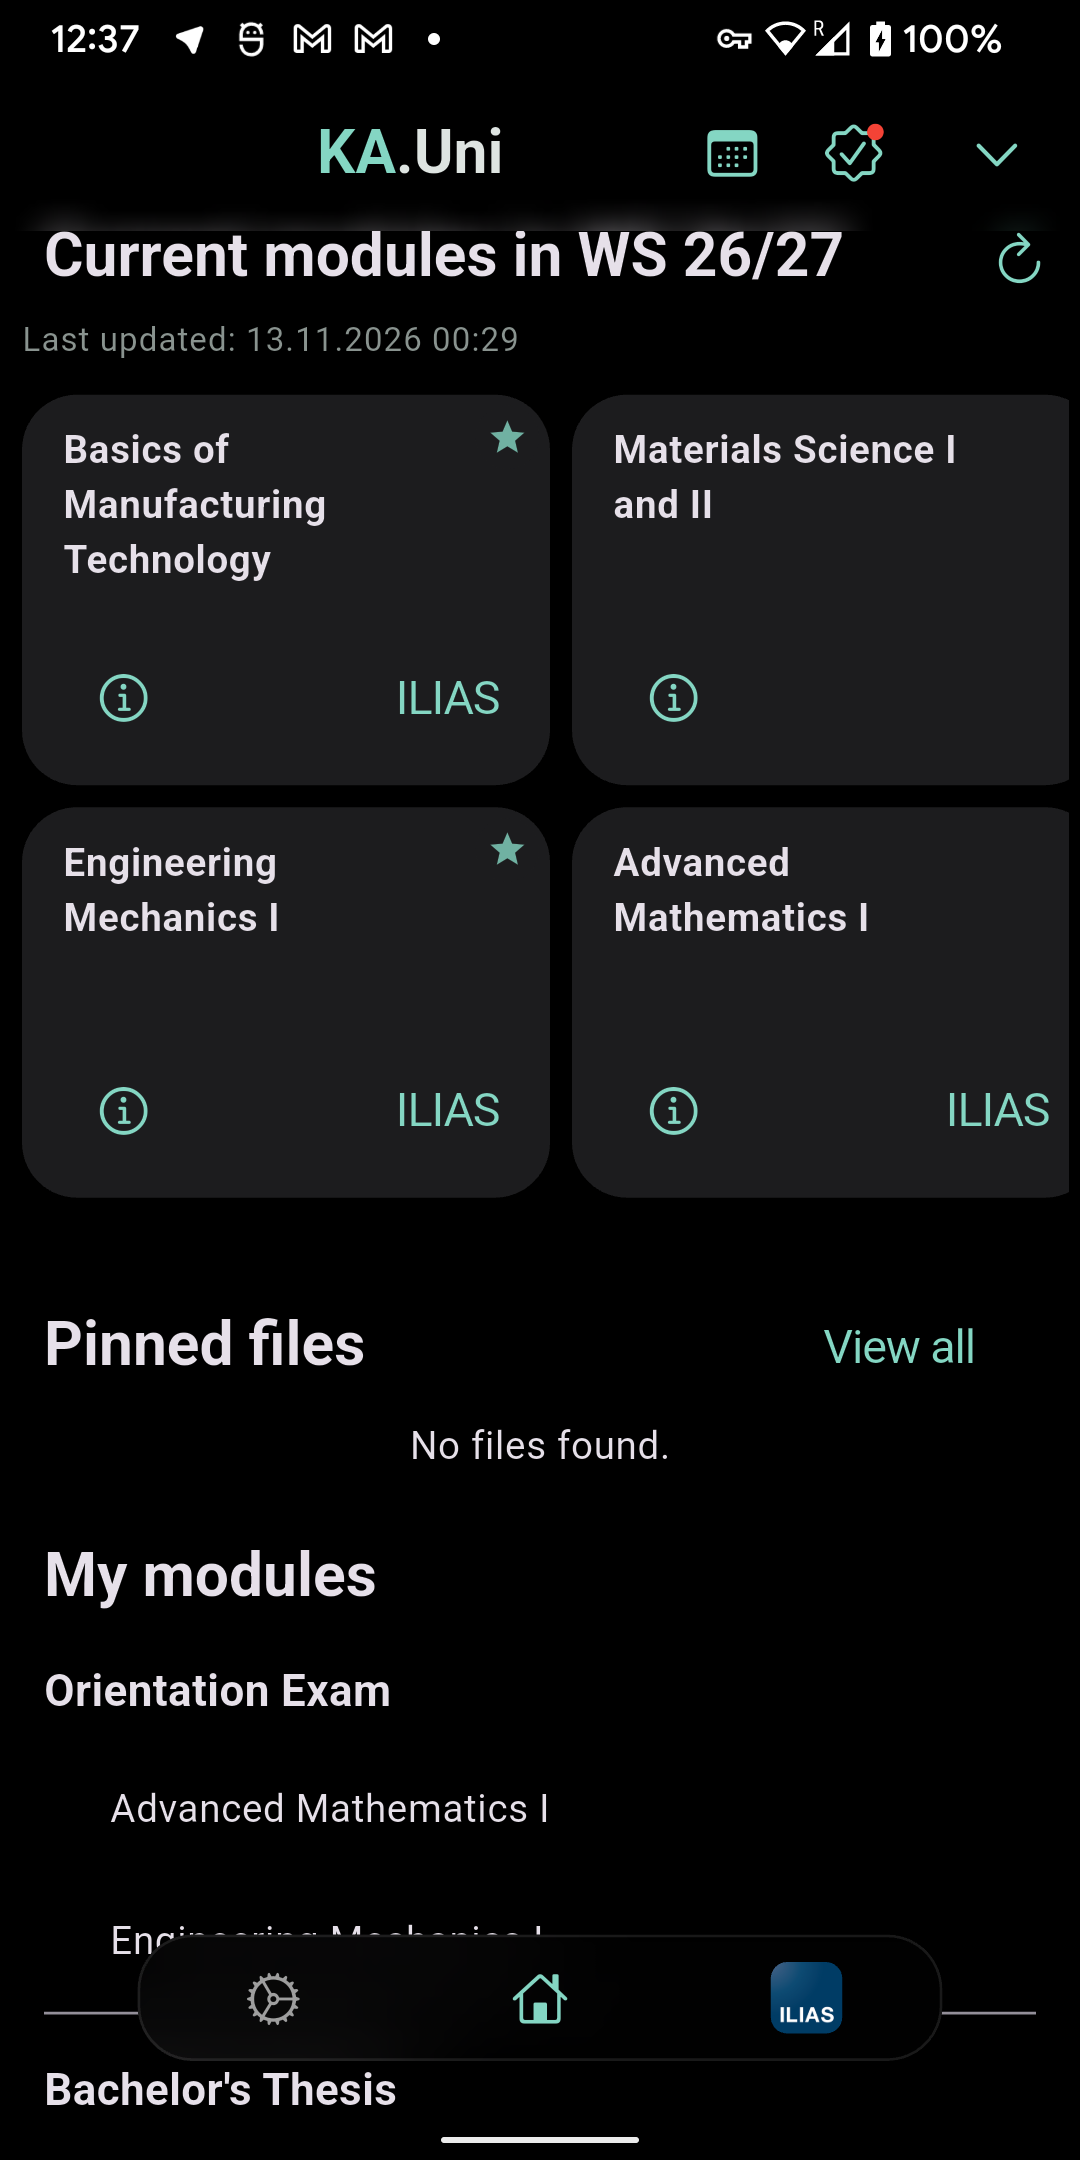 12:37
R
100%
KA.Uni
Current modules in WS 26/27
Last updated: 13.11.2026 00:29
Basics of
Manufacturing
Technology
ILIAS
Materials Science I
and II
Engineering
Mechanics I
ILIAS
Advanced
Mathematics I
ILIAS
Pinned files
View all
No files found.
My modules
Orientation Exam
Advanced Mathematics I
Engineering Mechanics I
ILIAS
Bachelor's Thesis